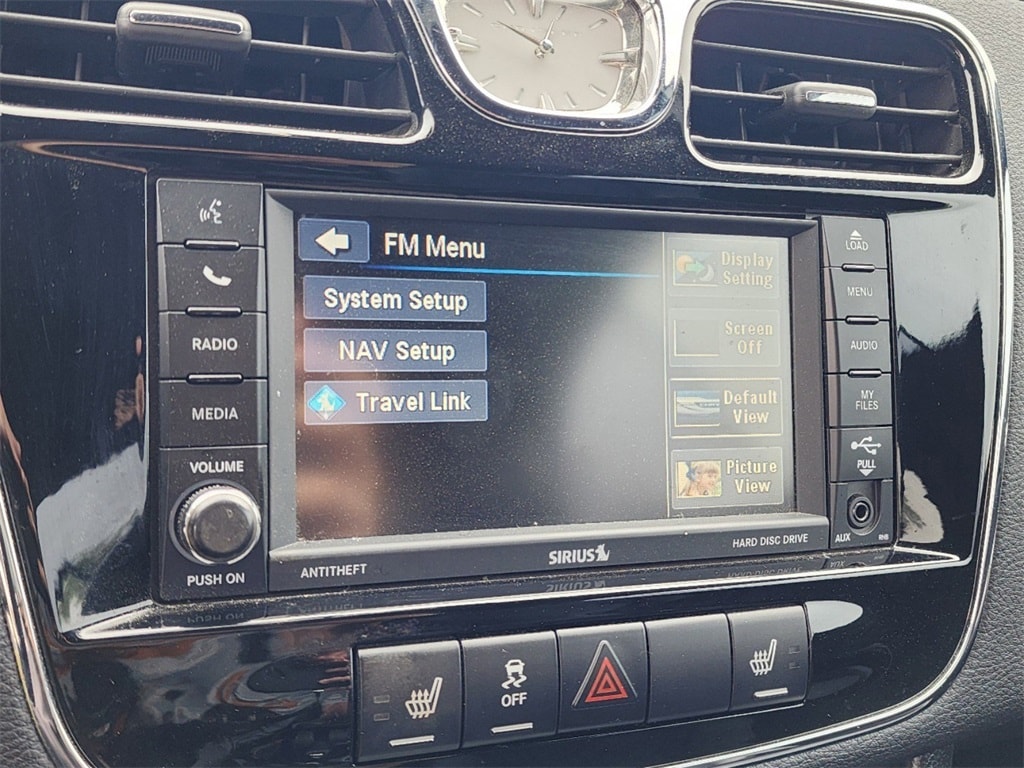 FM Menu
System Setup
NAV Setup
Travel Link
Display
Setting
Screen
Off
Default
View
Picture
View
RADIO
MEDIA
VOLUME
PUSH ON
LOAD
MENU
AUDIO
MY
FILES
PULL
AUX
ANTITHEFT
SIRIUS
HARD DISC DRIVE
OFF